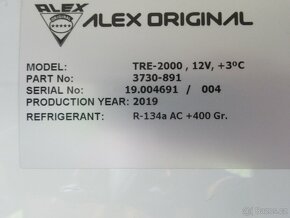 ALEX
ORIGINAL
ALEX ORIGINAL
MODEL: TRE-2000 , 12V, +3ºC
PART No: 3730-891
SERIAL No: 19.004691 / 004
PRODUCTION YEAR: 2019
REFRIGERANT: R-134a AC +400 Gr.